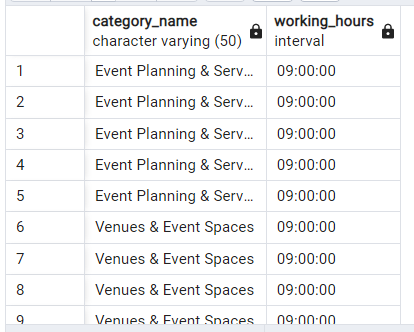 category_name working_hours
character varying (50) interval
1 Event Planning & Serv... 09:00:00
2 Event Planning & Serv... 09:00:00
3 Event Planning & Serv... 09:00:00
4 Event Planning & Serv... 09:00:00
5 Event Planning & Serv... 09:00:00
6 Venues & Event Spaces 09:00:00
7 Venues & Event Spaces 09:00:00
8 Venues & Event Spaces 09:00:00
9 Venues & Event Spaces 09:00:00